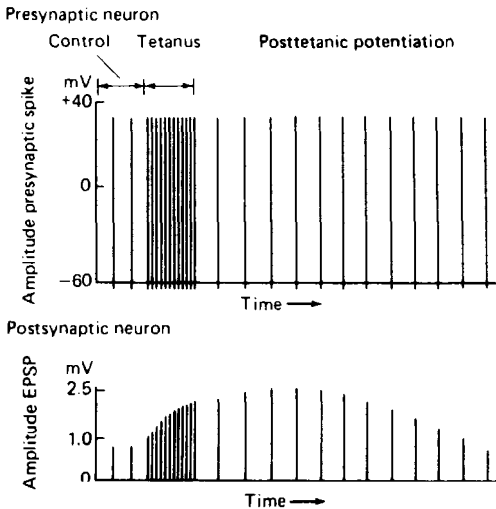 Presynaptic neuron
Control Tetanus Posttetanic potentiation
mV
+40
0
−60
Amplitude presynaptic spike
Time →
Postsynaptic neuron
mV
2.5
1.0
0
Amplitude EPSP
Time →